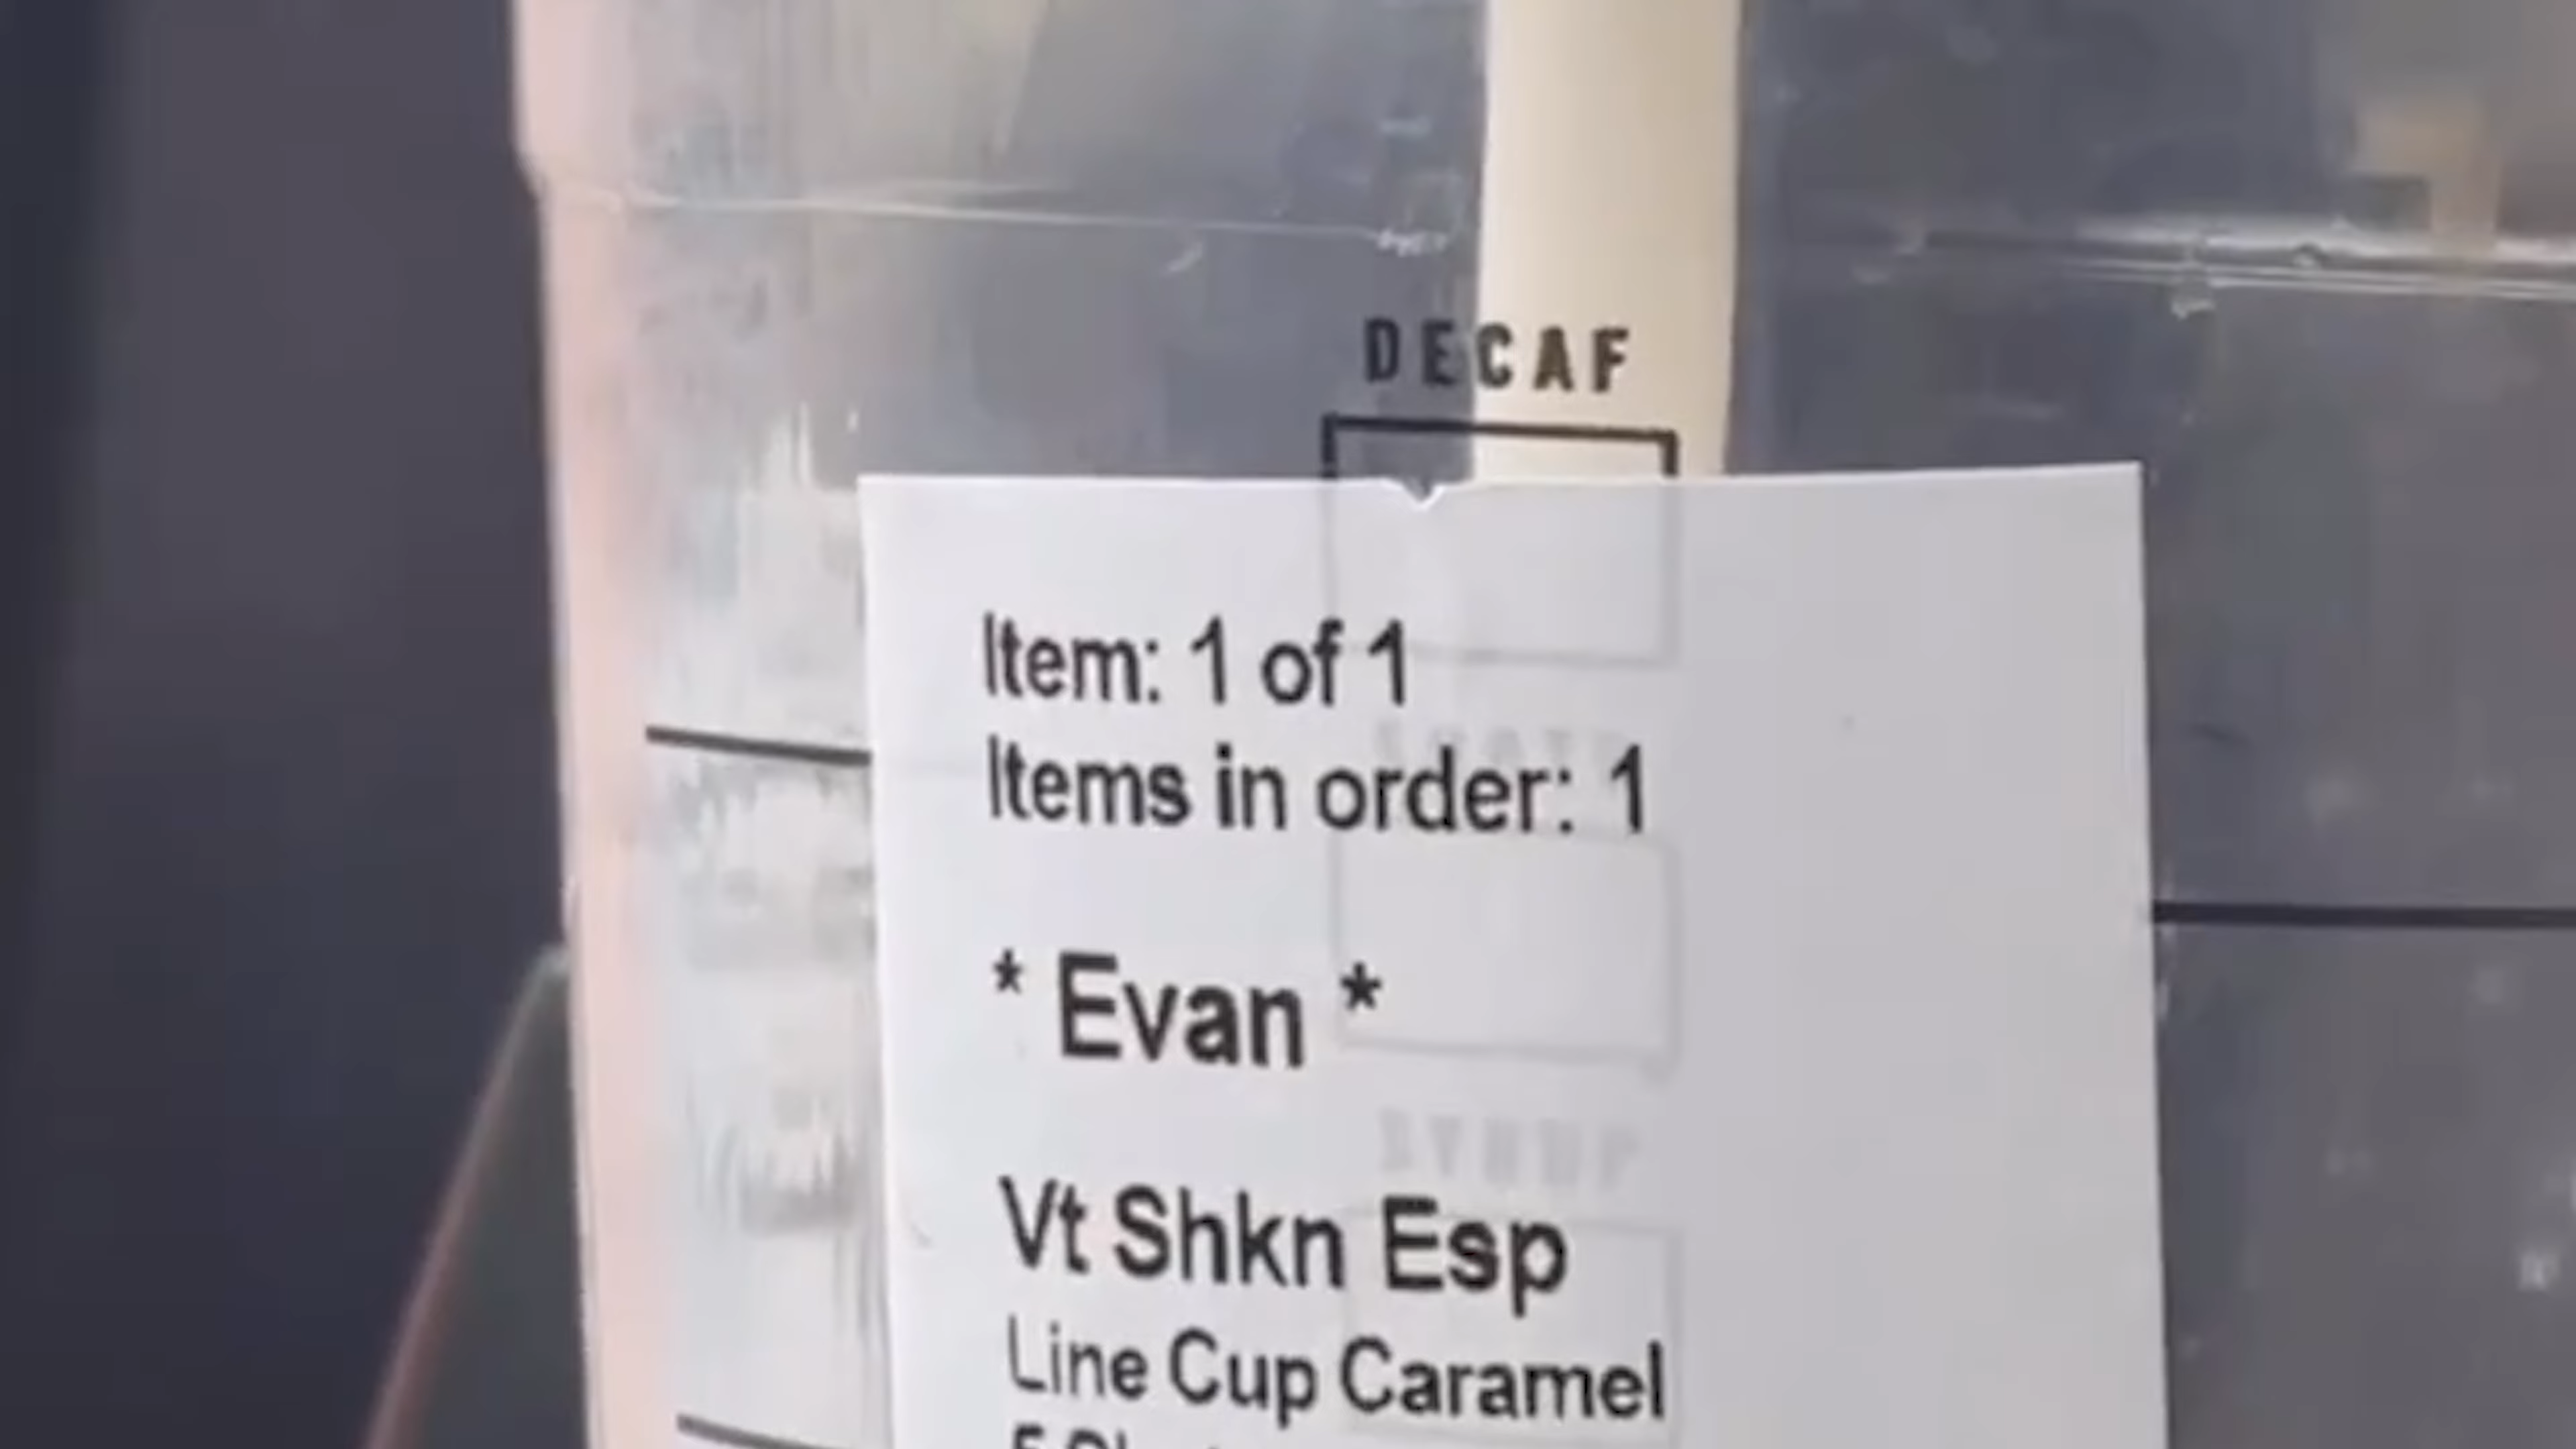 DECAF
Item: 1 of 1
Items in order: 1
* Evan *
Vt Shkn Esp
Line Cup Caramel